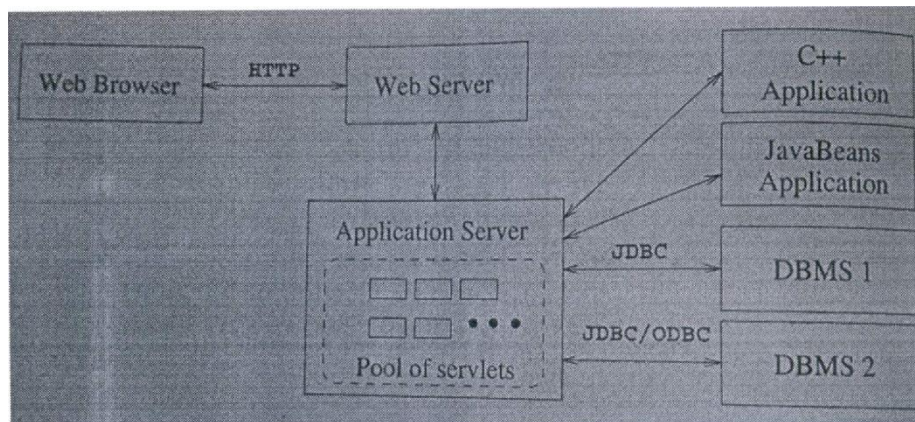 Web Browser
HTTP
Web Server
C++
Application
JavaBeans
Application
Application Server
JDBC
DBMS 1
JDBC/ODBC
DBMS 2
Pool of servlets